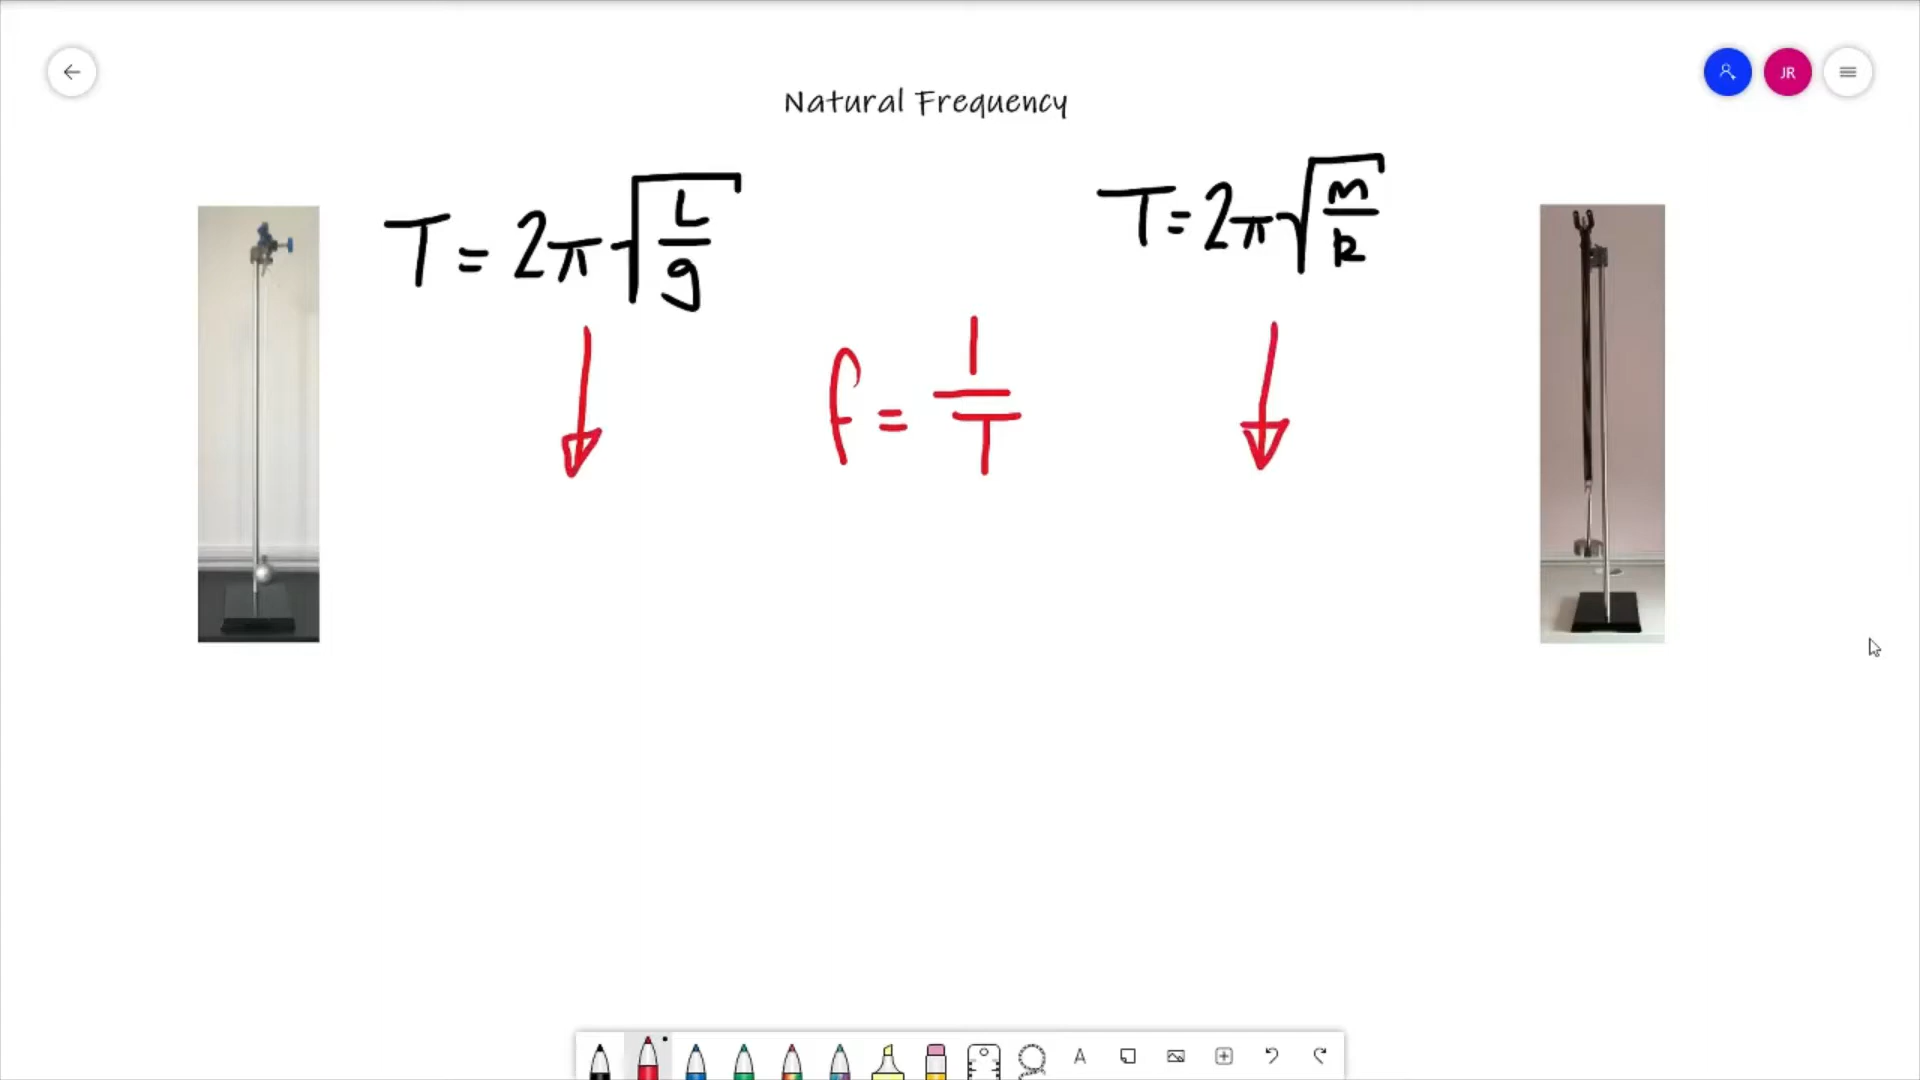 JR
Natural Frequency
T = 2π√(L/g)
T = 2π√(m/k)
f = 1/T
A